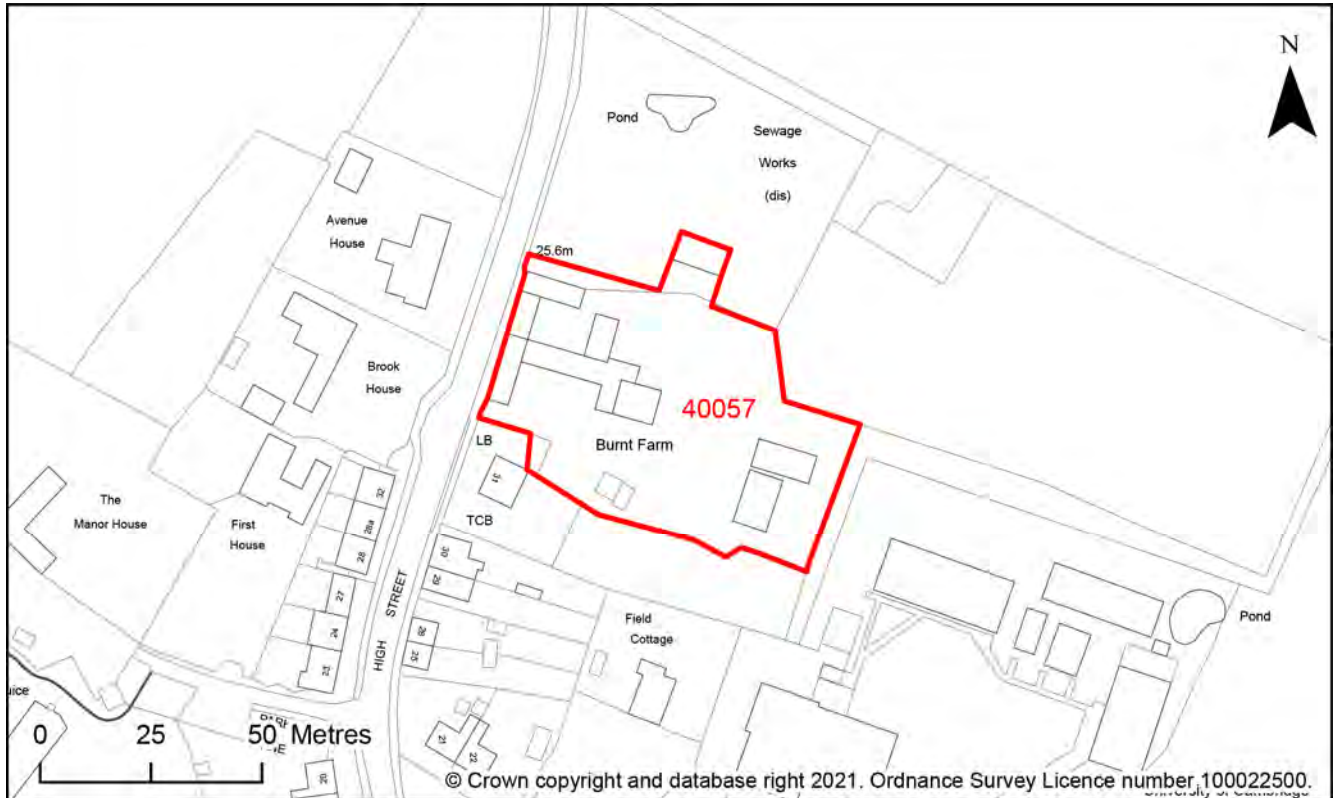 N
Pond
Sewage
Works
(dis)
Avenue
House
25.6m
Brook
House
40057
LB
Burnt Farm
31
TCB
The
Manor House
First
House
32
28a
28
30
29
27
24
23
HIGH STREET
26
25
Field
Cottage
Pond
21
22
20
0 25 50 Metres
© Crown copyright and database right 2021. Ordnance Survey Licence number 100022500.